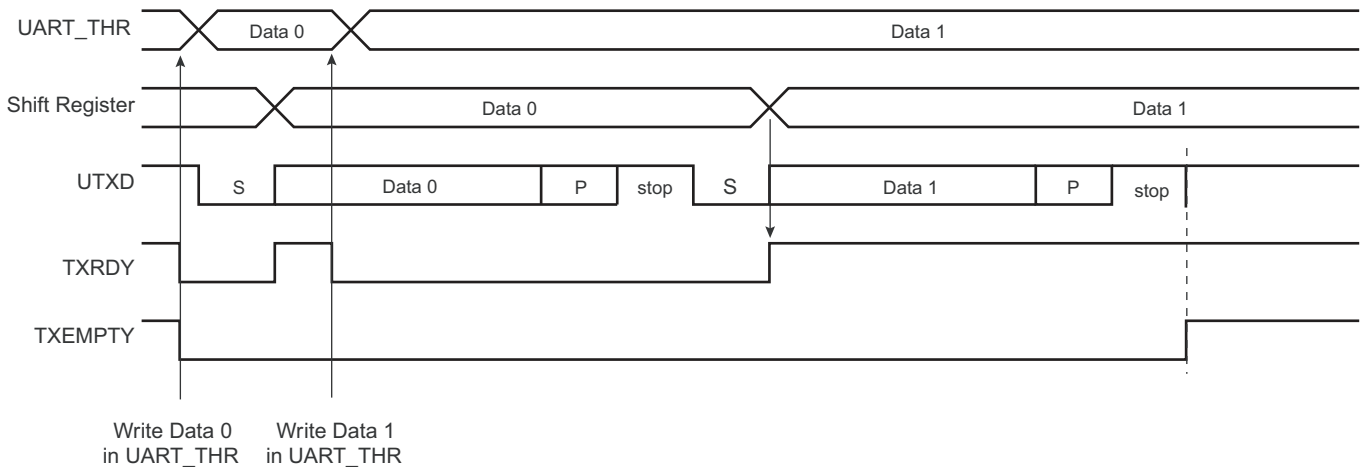 UART_THR Data 0 Data 1
Shift Register Data 0 Data 1
UTXD S Data 0 P stop S Data 1 P stop
TXRDY
TXEMPTY
Write Data 0 Write Data 1
in UART_THR in UART_THR